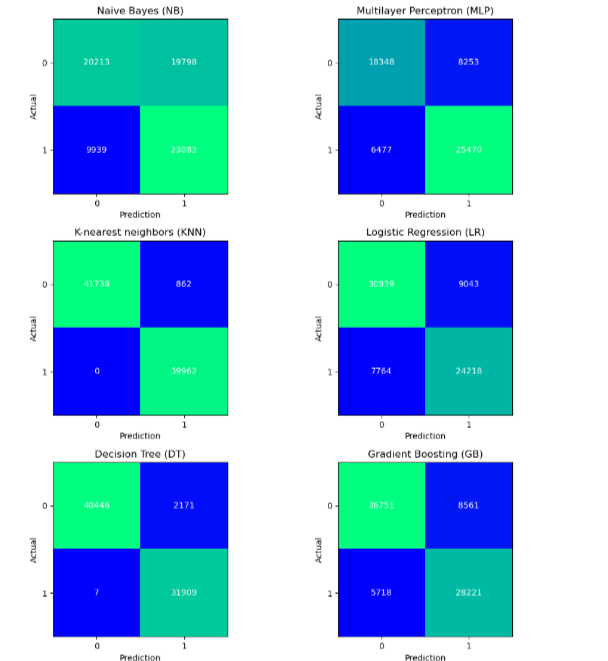 Naive Bayes (NB)
0
20213
19798
Actual
1
9939
23083
0
1
Prediction
Multilayer Perceptron (MLP)
0
18348
8253
Actual
1
6477
25470
0
1
Prediction
K-nearest neighbors (KNN)
0
41738
862
Actual
1
0
39962
0
1
Prediction
Logistic Regression (LR)
0
30939
9043
Actual
1
7764
24218
0
1
Prediction
Decision Tree (DT)
0
40446
2171
Actual
1
7
31909
0
1
Prediction
Gradient Boosting (GB)
0
36751
8561
Actual
1
5718
28221
0
1
Prediction